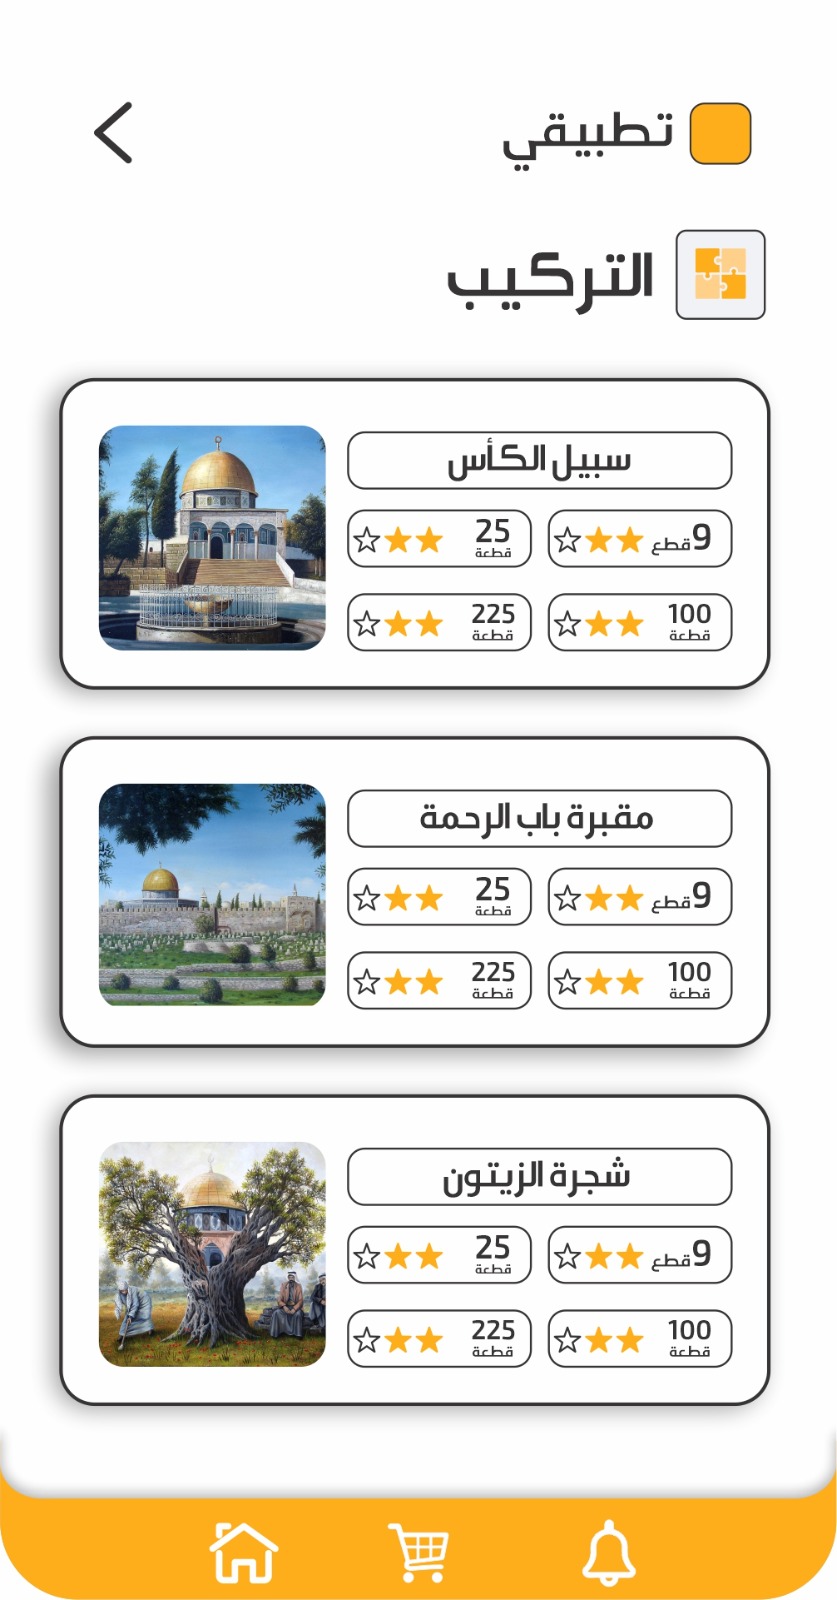 تطبيقي
التركيب
سبيل الكأس
9 قطع
25
قطعة
100
قطعة
225
قطعة
مقبرة باب الرحمة
9 قطع
25
قطعة
100
قطعة
225
قطعة
شجرة الزيتون
9 قطع
25
قطعة
100
قطعة
225
قطعة